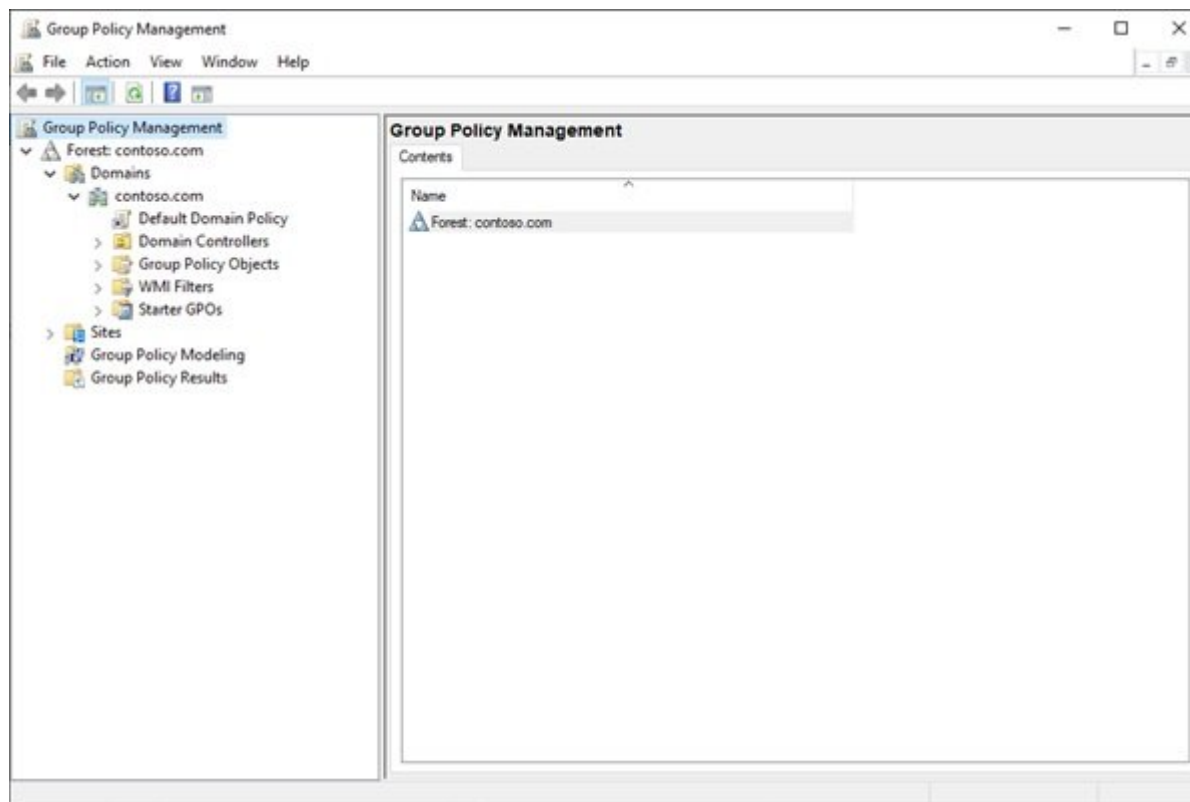 Group Policy Management
File Action View Window Help
Group Policy Management
Forest: contoso.com
Domains
contoso.com
Default Domain Policy
Domain Controllers
Group Policy Objects
WMI Filters
Starter GPOs
Sites
Group Policy Modeling
Group Policy Results
Group Policy Management
Contents
Name
Forest: contoso.com